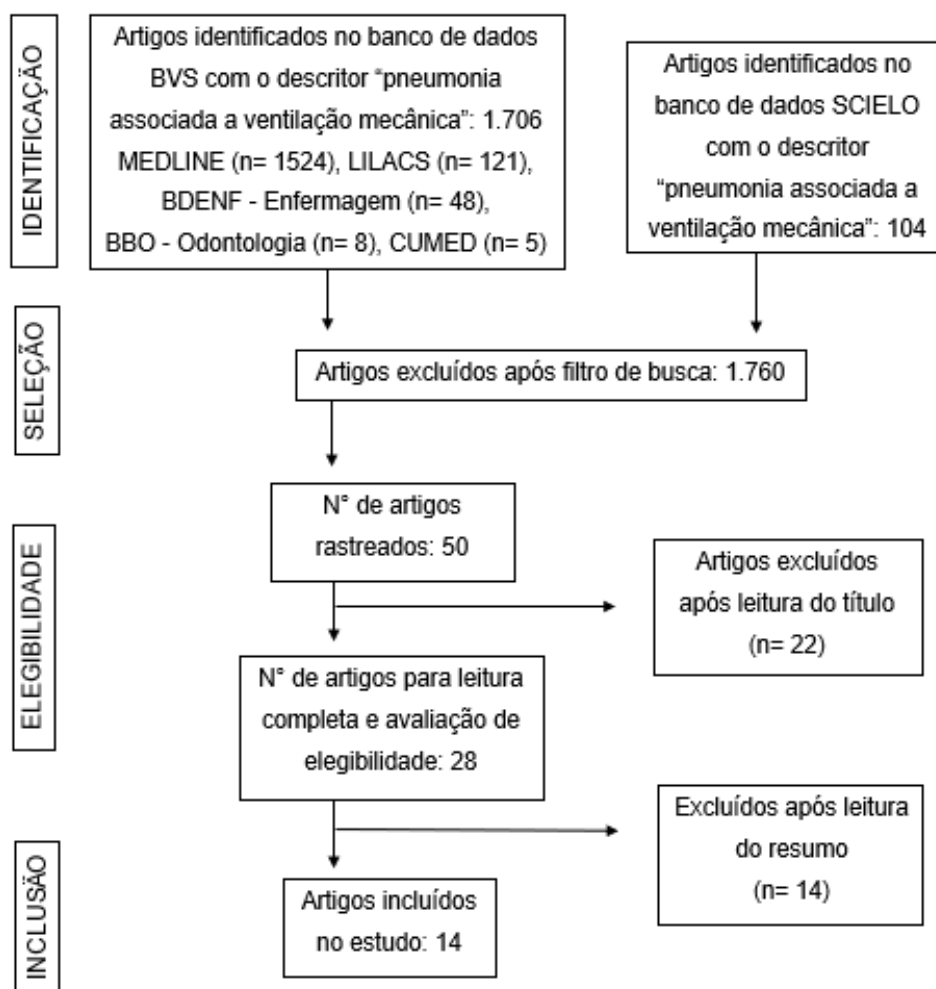 IDENTIFICAÇÃO
Artigos identificados no banco de dados
BVS com o descritor “pneumonia
associada a ventilação mecânica”: 1.706
MEDLINE (n= 1524), LILACS (n= 121),
BDENF - Enfermagem (n= 48),
BBO - Odontologia (n= 8), CUMED (n= 5)
Artigos identificados no
banco de dados SCIELO
com o descritor
“pneumonia associada a
ventilação mecânica”: 104
SELEÇÃO
Artigos excluídos após filtro de busca: 1.760
ELEGIBILIDADE
N° de artigos
rastreados: 50
Artigos excluídos
após leitura do título
(n= 22)
N° de artigos para leitura
completa e avaliação de
elegibilidade: 28
Excluídos após leitura
do resumo
(n= 14)
INCLUSÃO
Artigos incluídos
no estudo: 14